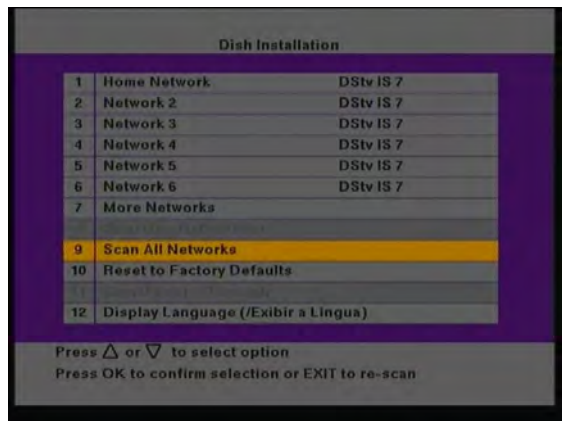 Dish Installation
1 Home Network DStv IS 7
2 Network 2 DStv IS 7
3 Network 3 DStv IS 7
4 Network 4 DStv IS 7
5 Network 5 DStv IS 7
6 Network 6 DStv IS 7
7 More Networks
9 Scan All Networks
10 Reset to Factory Defaults
12 Display Language (/Exibir a Lingua)
Press △ or ▽ to select option
Press OK to confirm selection or EXIT to re-scan